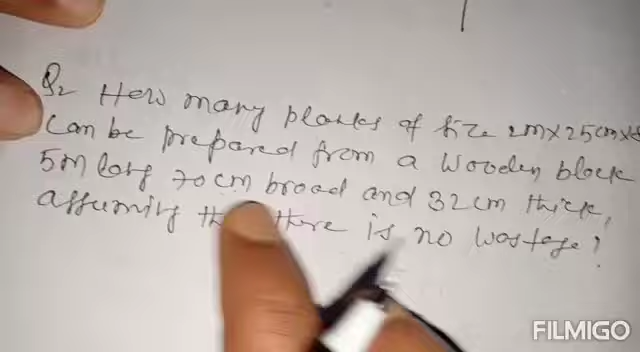 Q2 How many planks of size 2m×25cm×8
Can be prepared from a wooden block
5m long 70cm broad and 32cm thick,
assuming there is no wastage?
FILMIGO